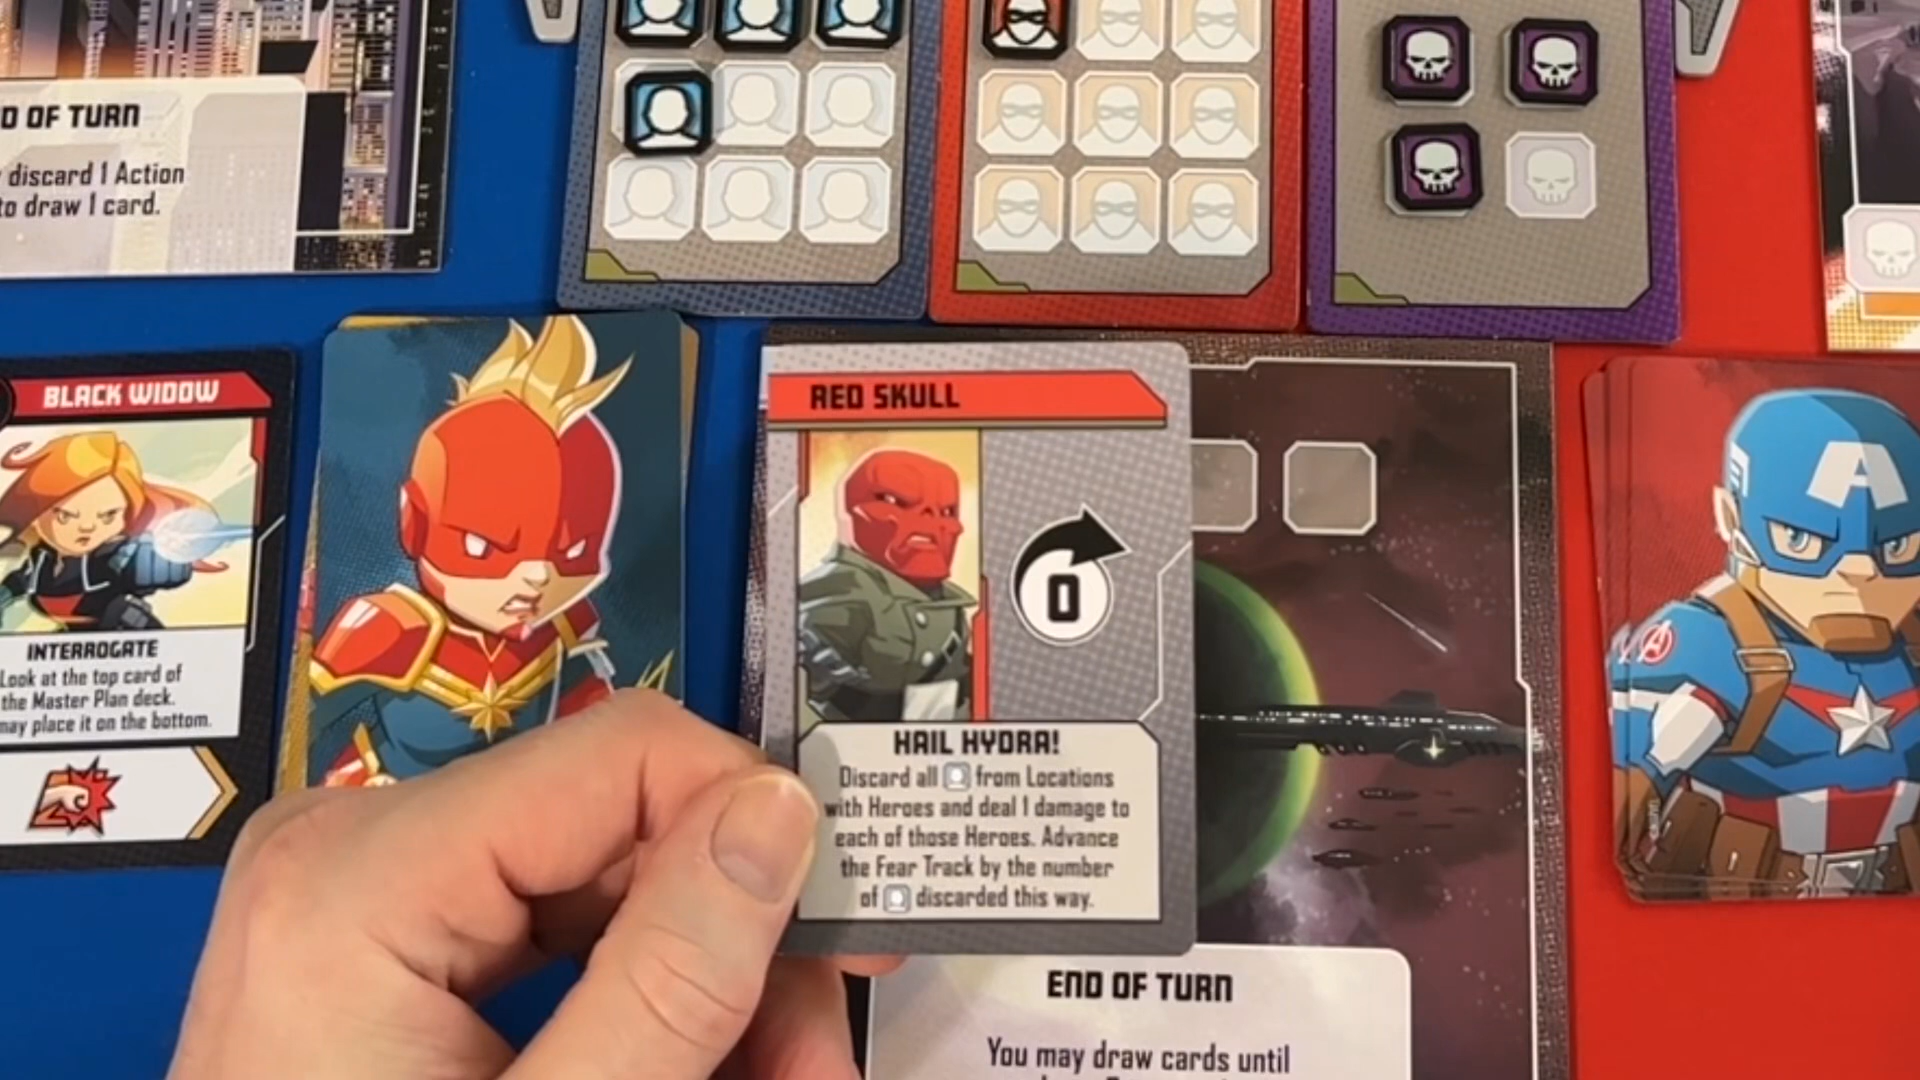 D OF TURN
discard 1 Action
to draw 1 card.
BLACK WIDOW
INTERROGATE
Look at the top card of
the Master Plan deck.
may place it on the bottom.
RED SKULL
0
HAIL HYDRA!
Discard all from Locations
with Heroes and deal 1 damage to
each of those Heroes. Advance
the Fear Track by the number
of discarded this way.
A
A
END OF TURN
You may draw cards until